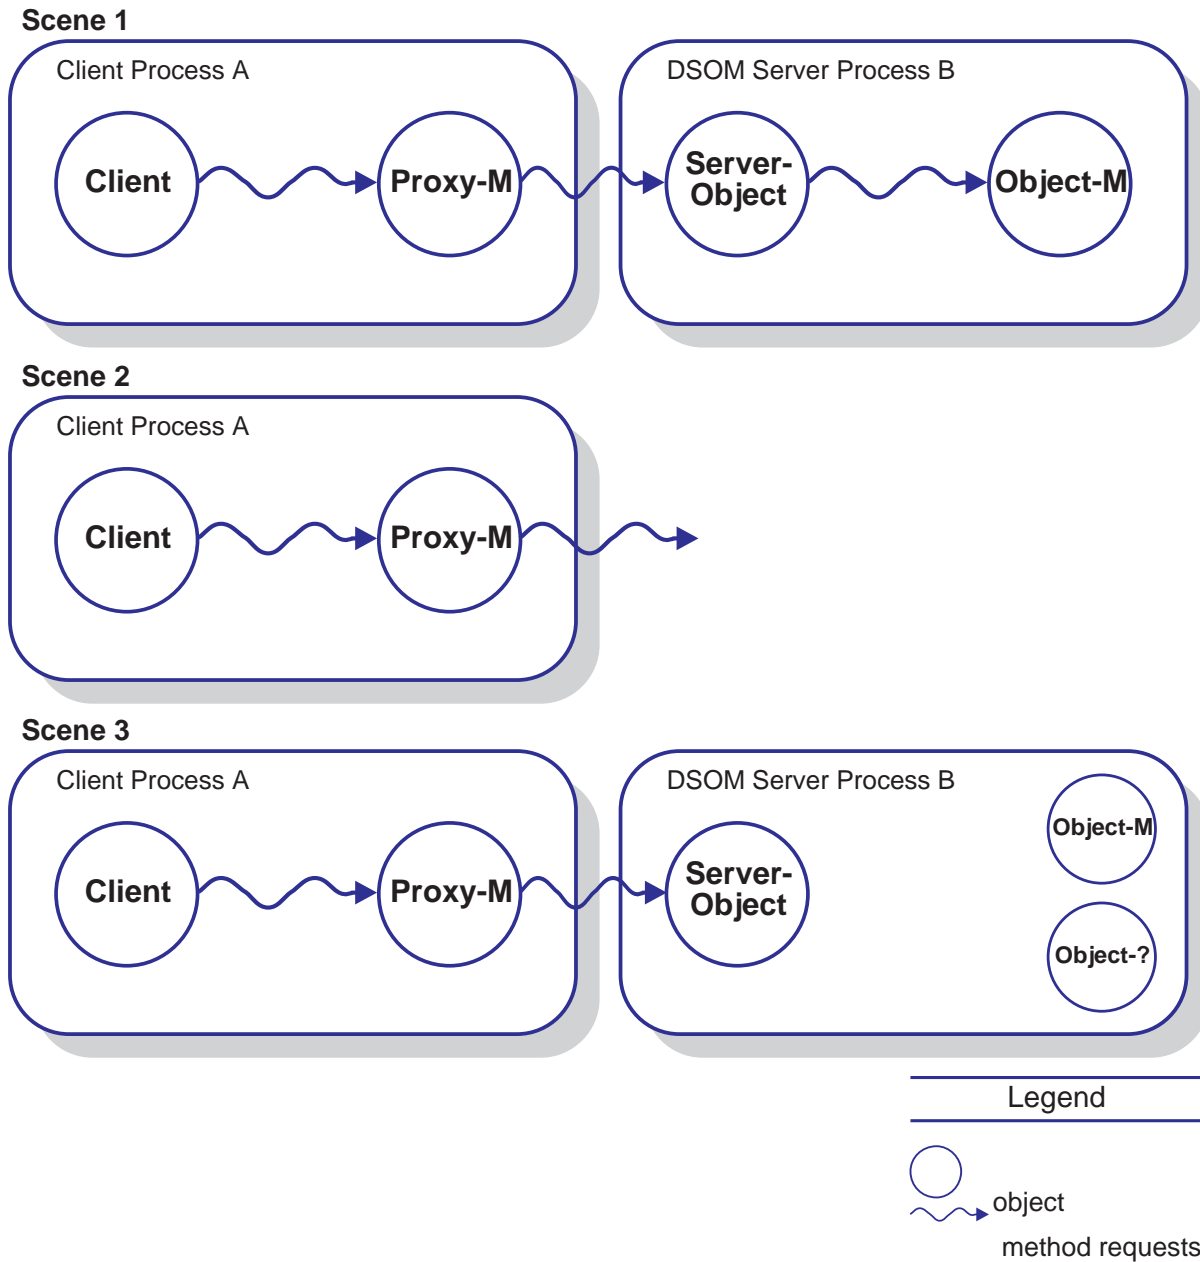 Scene 1
Client Process A
DSOM Server Process B
Client
Proxy-M
Server-
Object
Object-M
Scene 2
Client Process A
Client
Proxy-M
Scene 3
Client Process A
DSOM Server Process B
Client
Proxy-M
Server-
Object
Object-M
Object-?
Legend
object
method requests